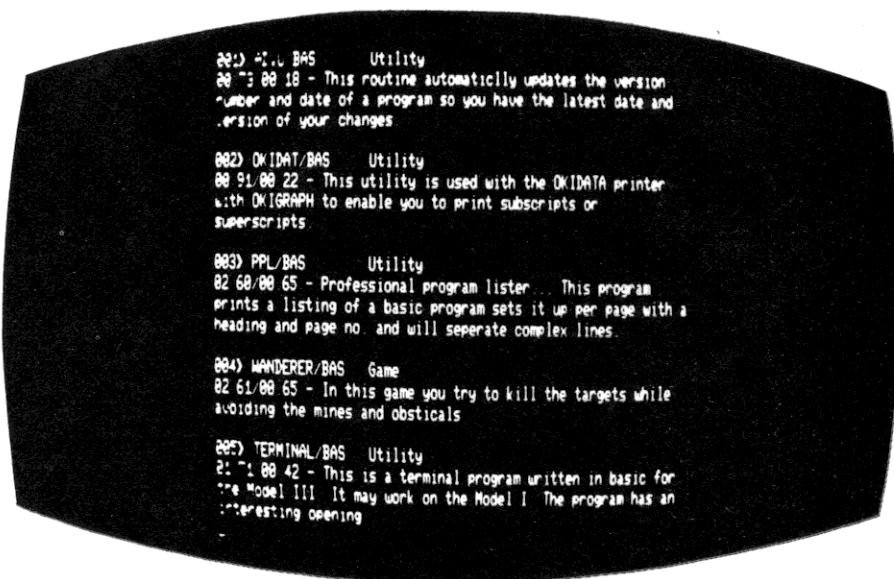 001) BAS Utility
00 18 - This routine automaticlly updates the version
number and date of a program so you have the latest date and
version of your changes

002) OKIDAT/BAS Utility
00 91/00 22 - This utility is used with the OKIDATA printer
with OKIGRAPH to enable you to print subscripts or
superscripts.

003) PPL/BAS Utility
02 60/00 65 - Professional program lister... This program
prints a listing of a basic program sets it up per page with a
heading and page no. and will seperate complex lines.

004) WANDERER/BAS Game
02 61/00 65 - In this game you try to kill the targets while
avoiding the mines and obsticals

005) TERMINAL/BAS Utility
00 42 - This is a terminal program written in basic for
the Model III It may work on the Model I The program has an
interesting opening